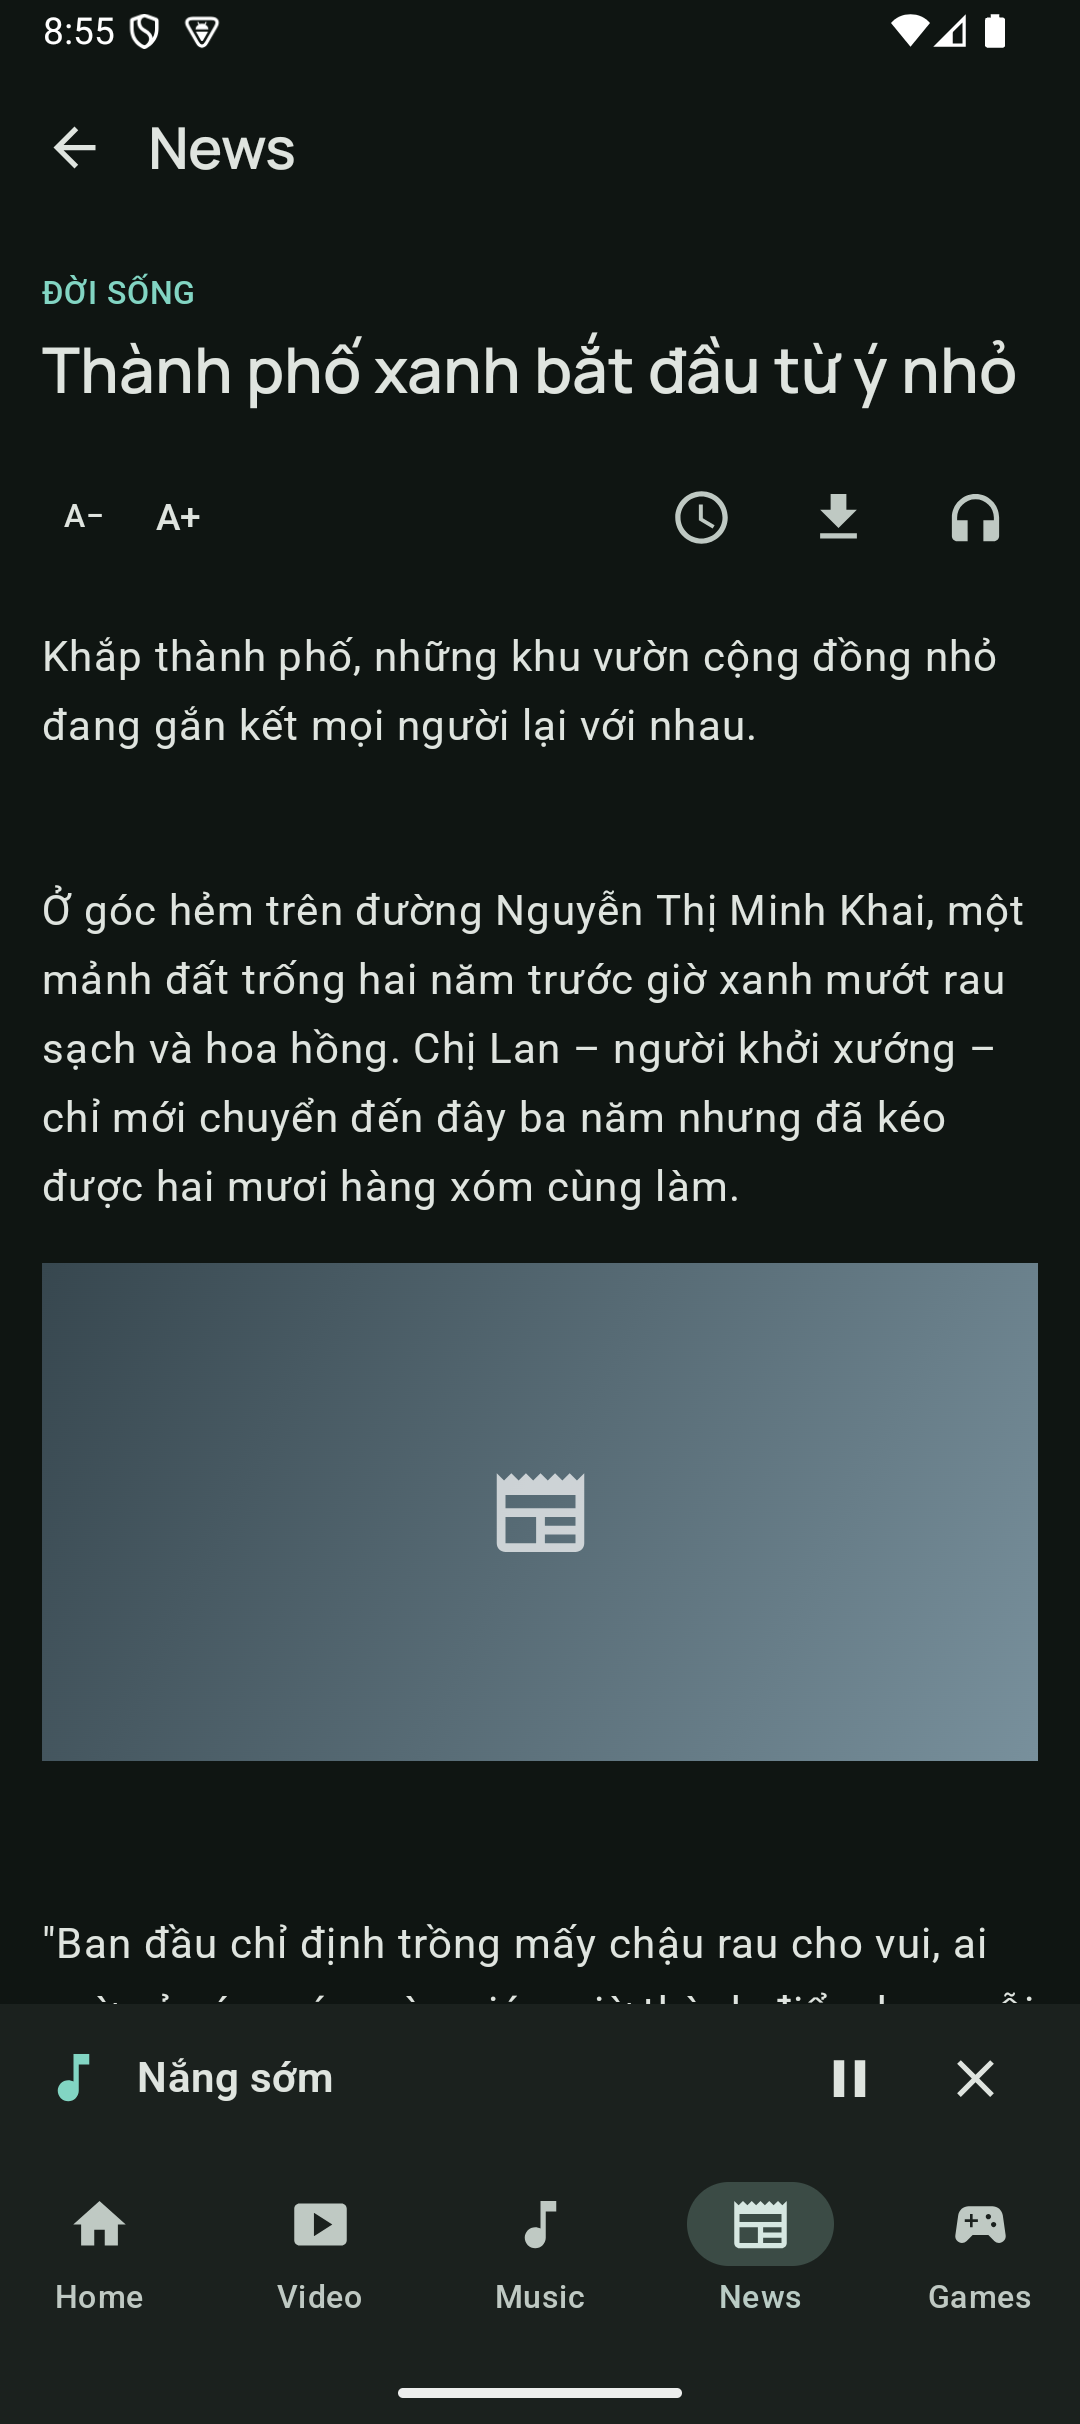 8:55
News
ĐỜI SỐNG
Thành phố xanh bắt đầu từ ý nhỏ
A− A+
Khắp thành phố, những khu vườn cộng đồng nhỏ
đang gắn kết mọi người lại với nhau.
Ở góc hẻm trên đường Nguyễn Thị Minh Khai, một
mảnh đất trống hai năm trước giờ xanh mướt rau
sạch và hoa hồng. Chị Lan – người khởi xướng –
chỉ mới chuyển đến đây ba năm nhưng đã kéo
được hai mươi hàng xóm cùng làm.
"Ban đầu chỉ định trồng mấy chậu rau cho vui, ai
Nắng sớm
Home Video Music News Games